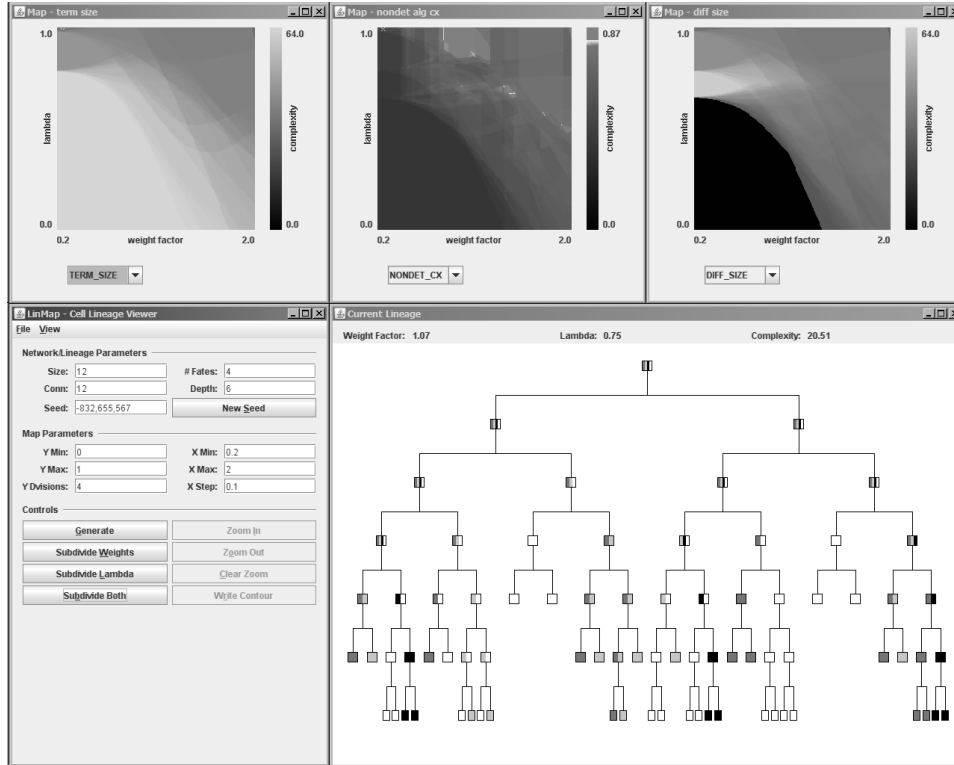 Map - term size
1.0
64.0
lambda
complexity
0.0
0.0
0.2
weight factor
2.0
TERM_SIZE
Map - nondet alg cx
1.0
0.87
lambda
complexity
0.0
0.0
0.2
weight factor
2.0
NONDET_CX
Map - diff size
1.0
64.0
lambda
complexity
0.0
0.0
0.2
weight factor
2.0
DIFF_SIZE
LinMap - Cell Lineage Viewer
File View
Network/Lineage Parameters
Size: 12 # Fates: 4
Conn: 12 Depth: 6
Seed: -832,655,567 New Seed
Map Parameters
Y Min: 0 X Min: 0.2
Y Max: 1 X Max: 2
Y Dvisions: 4 X Step: 0.1
Controls
Generate Zoom In
Subdivide Weights Zoom Out
Subdivide Lambda Clear Zoom
Subdivide Both Write Contour
Current Lineage
Weight Factor: 1.07 Lambda: 0.75 Complexity: 20.51